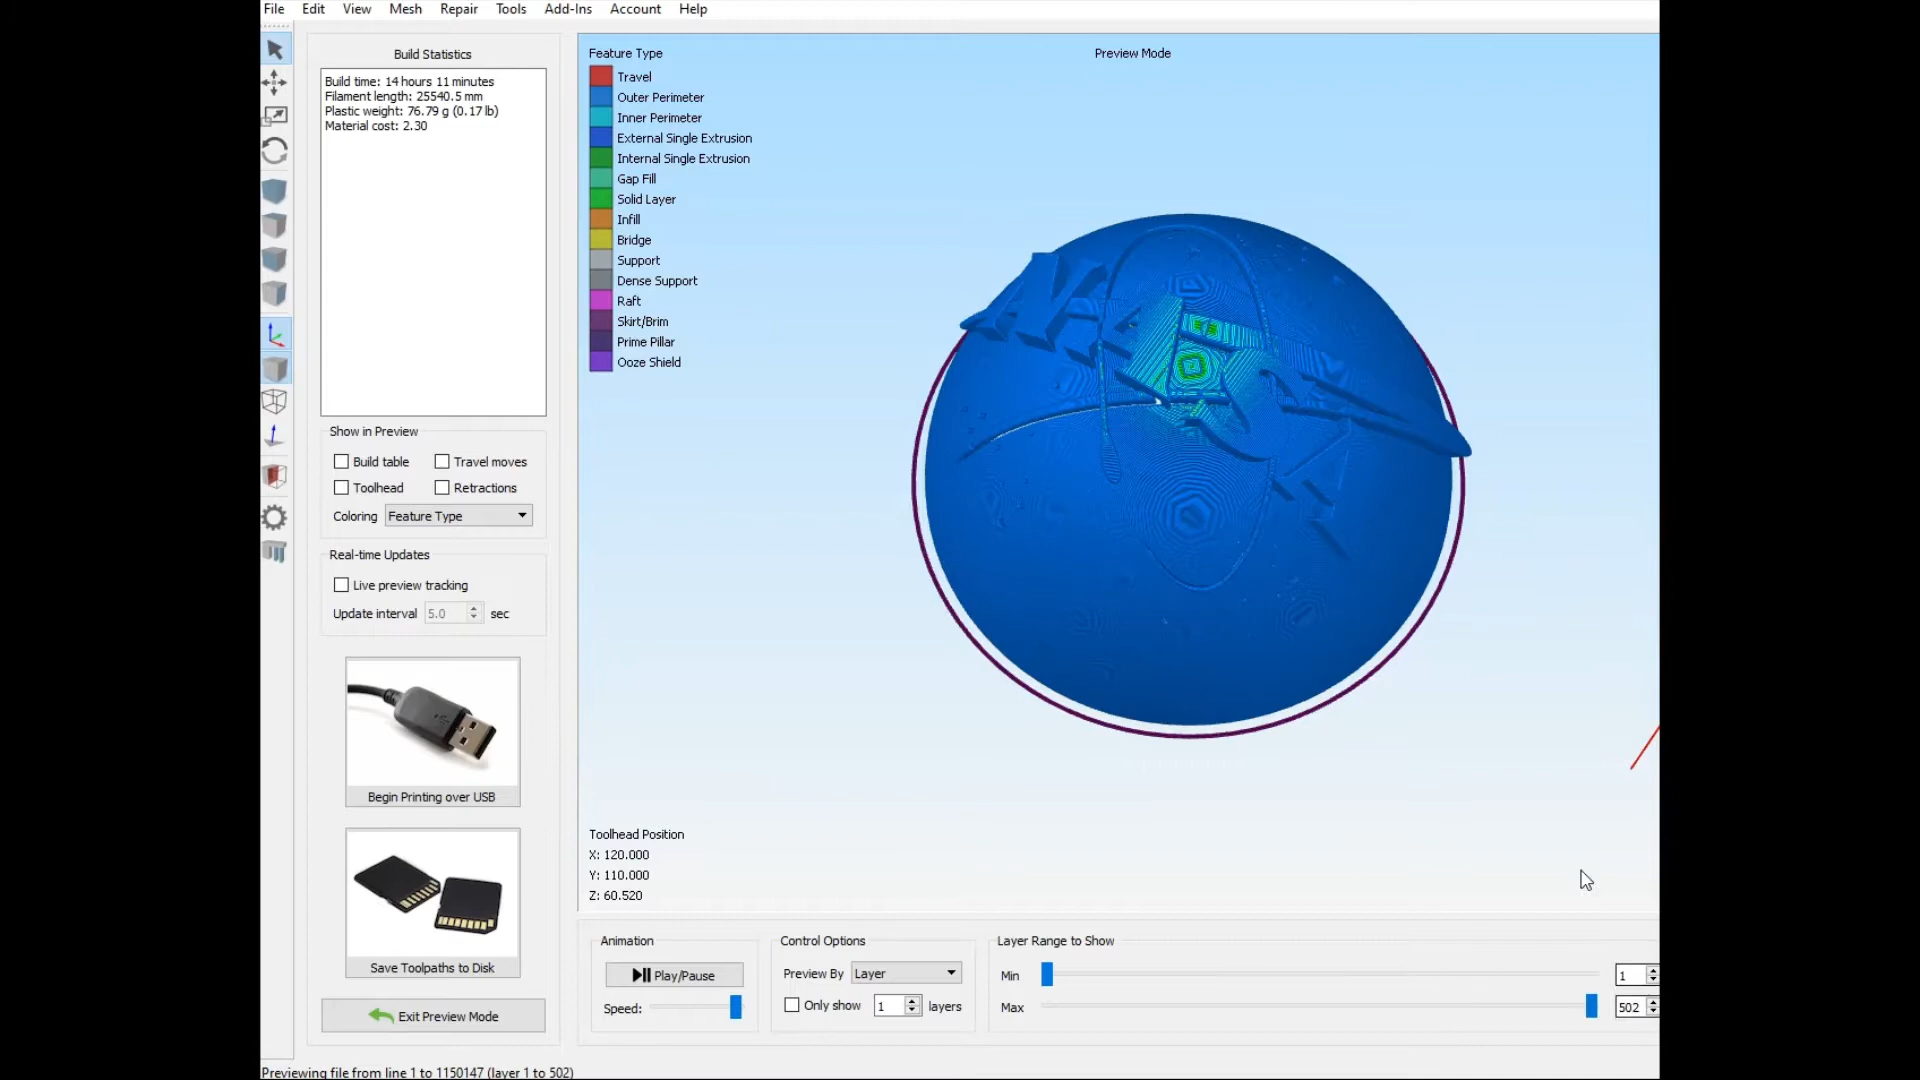 File Edit View Mesh Repair Tools Add-Ins Account Help
Build Statistics
Build time: 14 hours 11 minutes
Filament length: 25540.5 mm
Plastic weight: 76.79 g (0.17 lb)
Material cost: 2.30
Show in Preview
Build table Travel moves
Toolhead Retractions
Coloring Feature Type
Real-time Updates
Live preview tracking
Update interval 5.0 sec
Begin Printing over USB
Save Toolpaths to Disk
Exit Preview Mode
Feature Type
Travel
Outer Perimeter
Inner Perimeter
External Single Extrusion
Internal Single Extrusion
Gap Fill
Solid Layer
Infill
Bridge
Support
Dense Support
Raft
Skirt/Brim
Prime Pillar
Ooze Shield
Preview Mode
Toolhead Position
X: 120.000
Y: 110.000
Z: 60.520
Animation
Play/Pause
Speed:
Control Options
Preview By Layer
Only show 1 layers
Layer Range to Show
Min 1
Max 502
Previewing file from line 1 to 1150147 (layer 1 to 502)